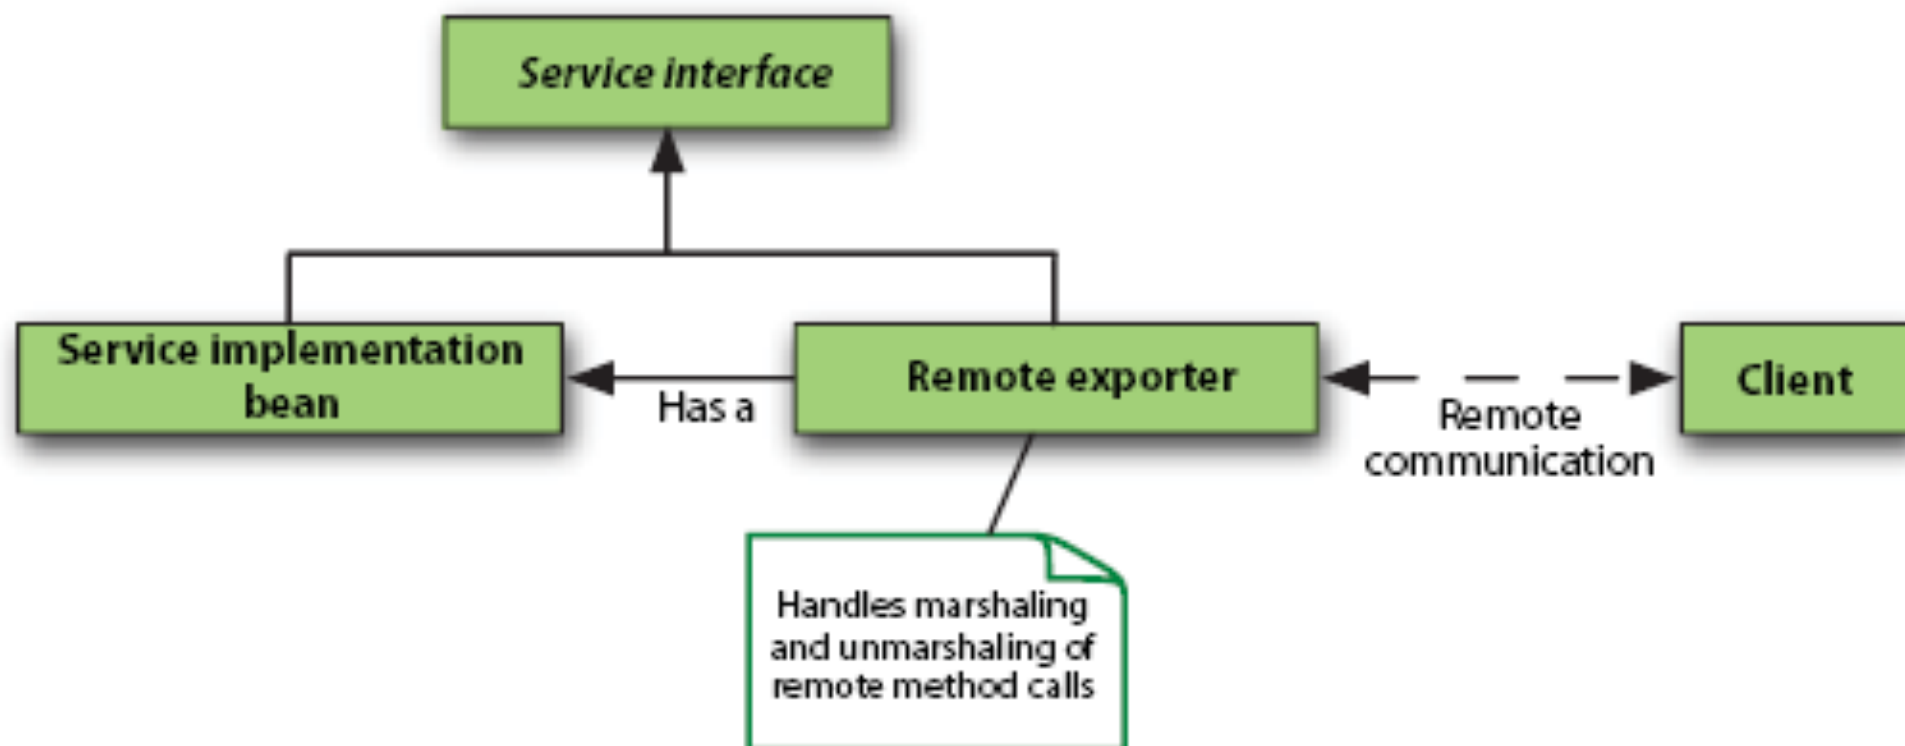 Service interface
Service implementation
bean
Has a
Remote exporter
Remote
communication
Client
Handles marshaling
and unmarshaling of
remote method calls